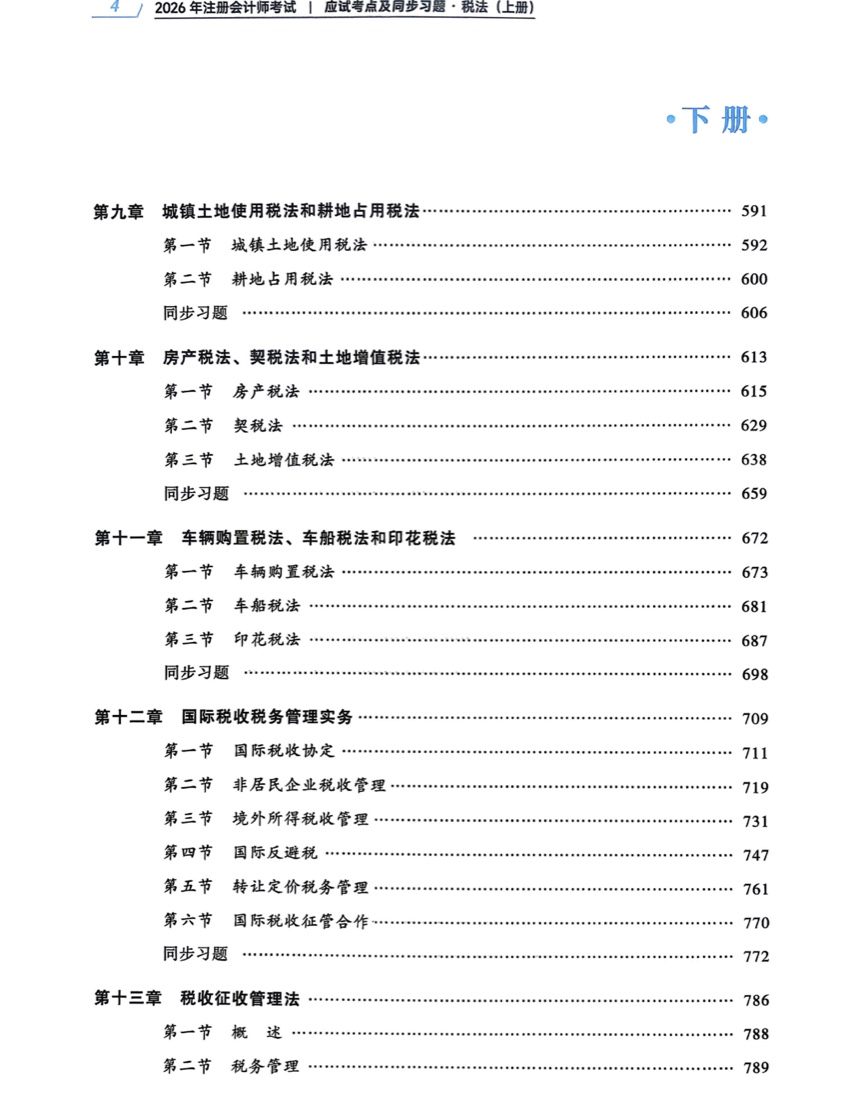 4 2026年注册会计师考试 | 应试考点及同步习题·税法（上册）
·下册·
第九章 城镇土地使用税法和耕地占用税法……………………591
第一节 城镇土地使用税法……………………592
第二节 耕地占用税法……………………600
同步习题……………………606
第十章 房产税法、契税法和土地增值税法……………………613
第一节 房产税法……………………615
第二节 契税法……………………629
第三节 土地增值税法……………………638
同步习题……………………659
第十一章 车辆购置税法、车船税法和印花税法……………………672
第一节 车辆购置税法……………………673
第二节 车船税法……………………681
第三节 印花税法……………………687
同步习题……………………698
第十二章 国际税收税务管理实务……………………709
第一节 国际税收协定……………………711
第二节 非居民企业税收管理……………………719
第三节 境外所得税收管理……………………731
第四节 国际反避税……………………747
第五节 转让定价税务管理……………………761
第六节 国际税收征管合作……………………770
同步习题……………………772
第十三章 税收征收管理法……………………786
第一节 概 述……………………788
第二节 税务管理……………………789